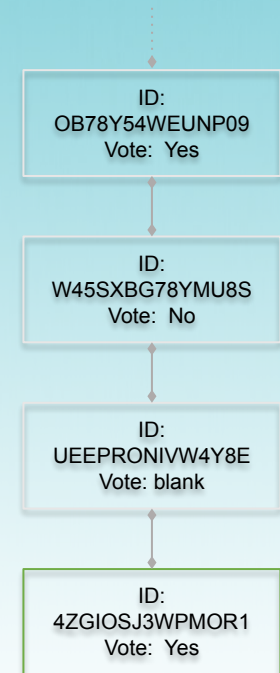 ID:
OB78Y54WEUNP09
Vote:  Yes
ID:
W45SXBG78YMU8S
Vote:  No
ID:
UEEPRONIVW4Y8E
Vote: blank
ID:
4ZGIOSJ3WPMOR1
Vote:  Yes